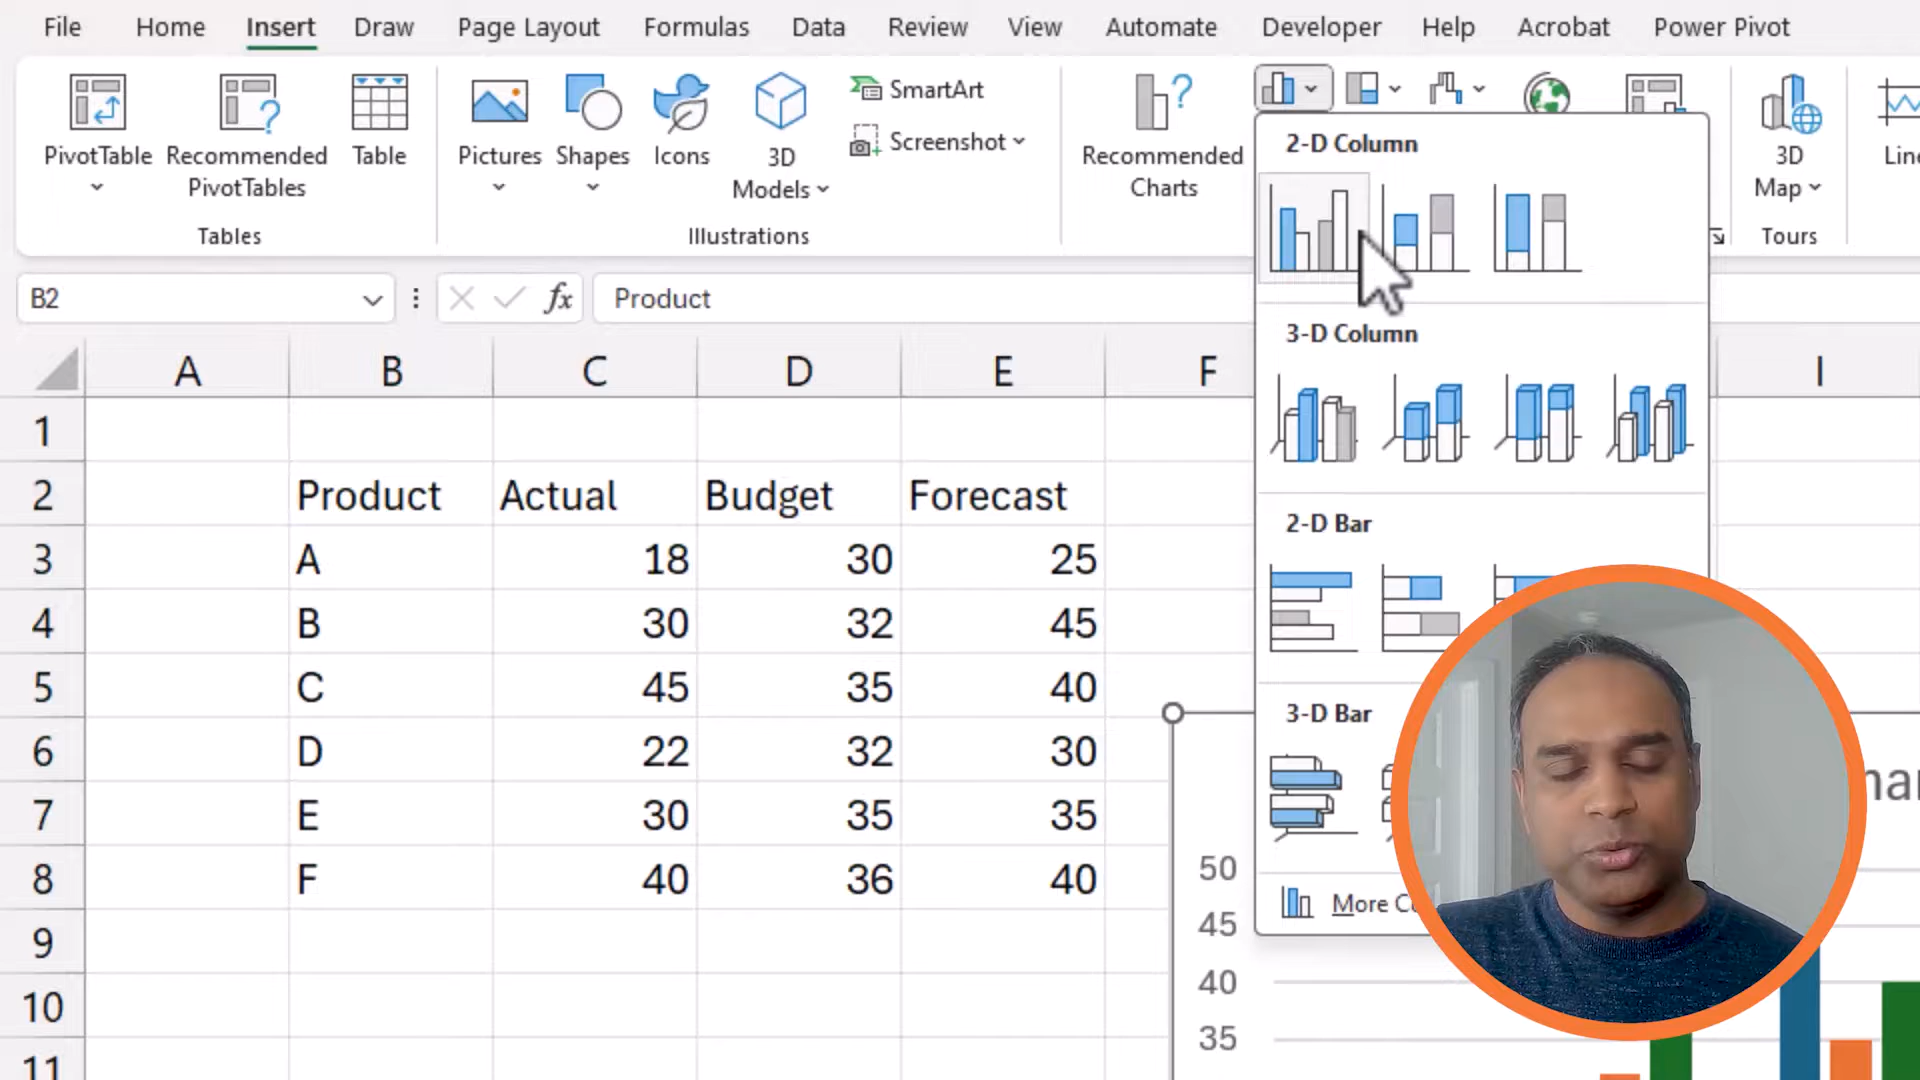 File Home Insert Draw Page Layout Formulas Data Review View Automate Developer Help Acrobat Power Pivot
PivotTable
Recommended
PivotTables
Table
Tables
Pictures
Shapes
Icons
3D
Models
SmartArt
Screenshot
Illustrations
Recommended
Charts
3D
Map
Tours
B2
fx
Product
2-D Column
3-D Column
2-D Bar
3-D Bar
More
A B C D E F I
1
2 Product Actual Budget Forecast
3 A 18 30 25
4 B 30 32 45
5 C 45 35 40
6 D 22 32 30
7 E 30 35 35
8 F 40 36 40
9
10
11
50
45
40
35